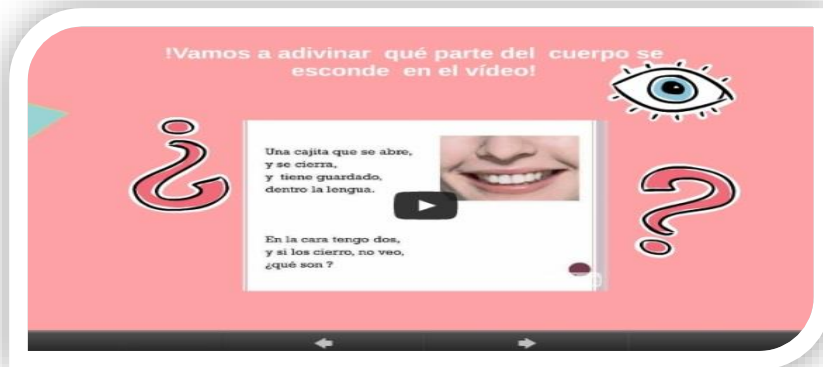 !Vamos a adivinar qué parte del cuerpo se
esconde en el vídeo!
Una cajita que se abre,
y se cierra,
y tiene guardado,
dentro la lengua.
En la cara tengo dos,
y si los cierro, no veo,
¿qué son ?
¿
?